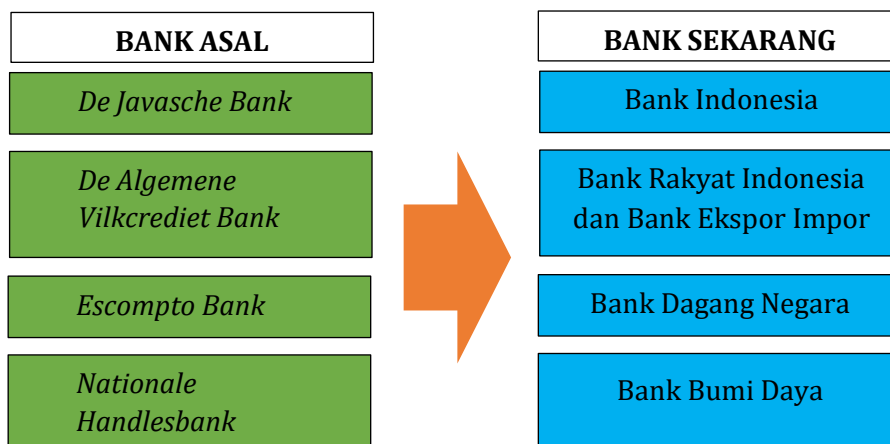 BANK ASAL
De Javasche Bank
De Algemene
Vilkcrediet Bank
Escompto Bank
Nationale
Handlesbank
BANK SEKARANG
Bank Indonesia
Bank Rakyat Indonesia
dan Bank Ekspor Impor
Bank Dagang Negara
Bank Bumi Daya